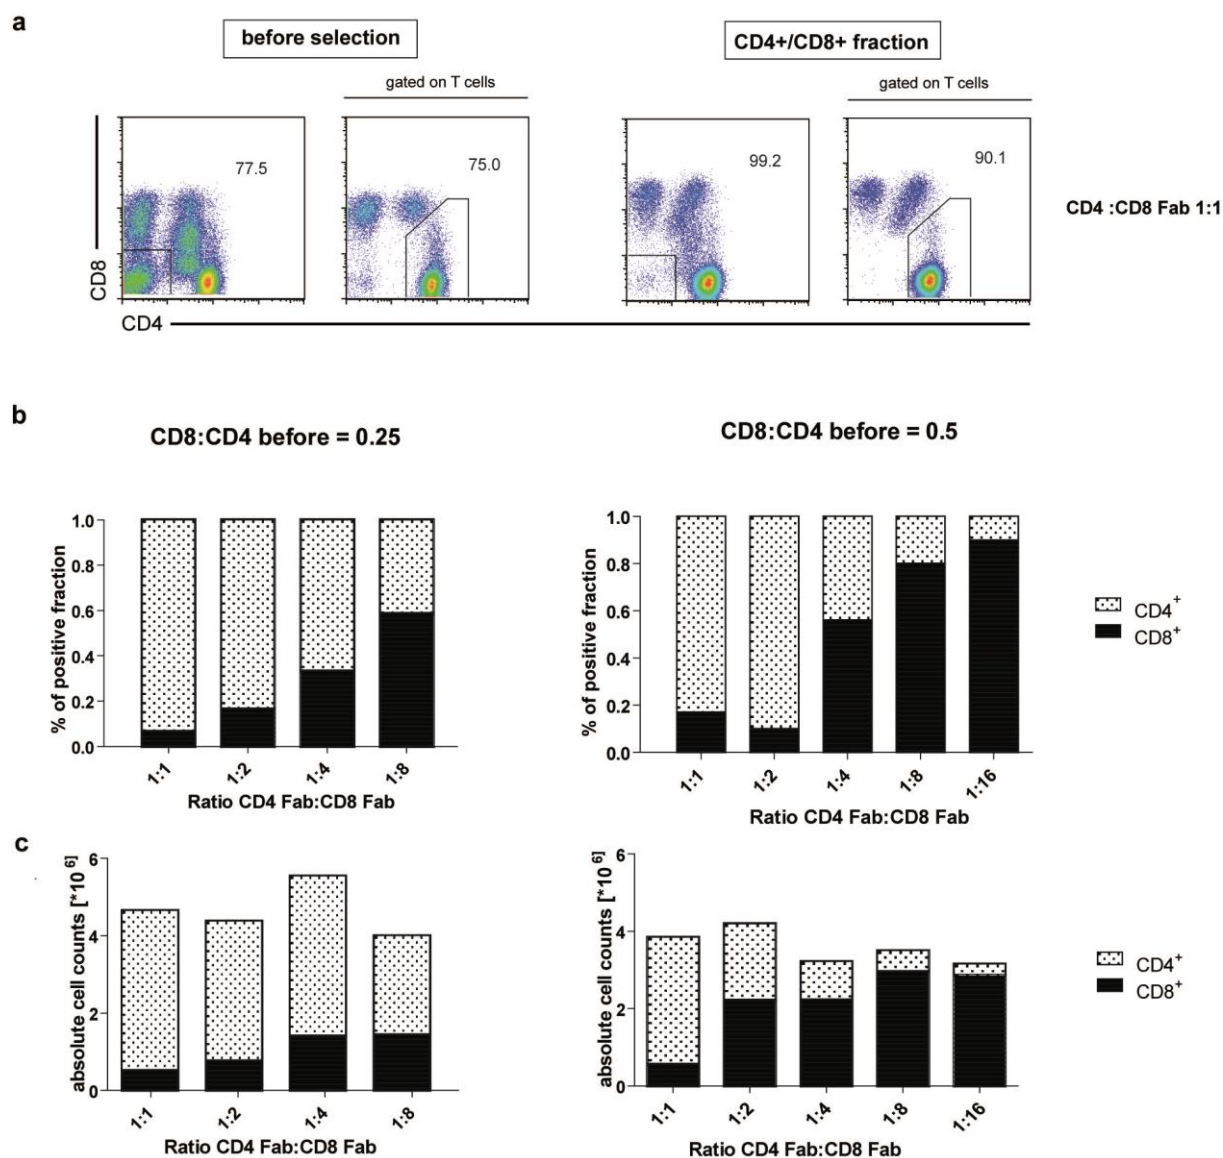 a
before selection
CD4+/CD8+ fraction
gated on T cells
gated on T cells
77.5
75.0
99.2
90.1
CD4 :CD8 Fab 1:1
CD8
CD4
b
CD8:CD4 before = 0.25
CD8:CD4 before = 0.5
% of positive fraction
1.0
0.8
0.6
0.4
0.2
0.0
1:1
1:2
1:4
1:8
Ratio CD4 Fab:CD8 Fab
% of positive fraction
1.0
0.8
0.6
0.4
0.2
0.0
1:1
1:2
1:4
1:8
1:16
Ratio CD4 Fab:CD8 Fab
CD4+
CD8+
c
absolute cell counts [*10 6]
6
4
2
0
1:1
1:2
1:4
1:8
Ratio CD4 Fab:CD8 Fab
absolute cell counts [*10 6]
6
4
2
0
1:1
1:2
1:4
1:8
1:16
Ratio CD4 Fab:CD8 Fab
CD4+
CD8+